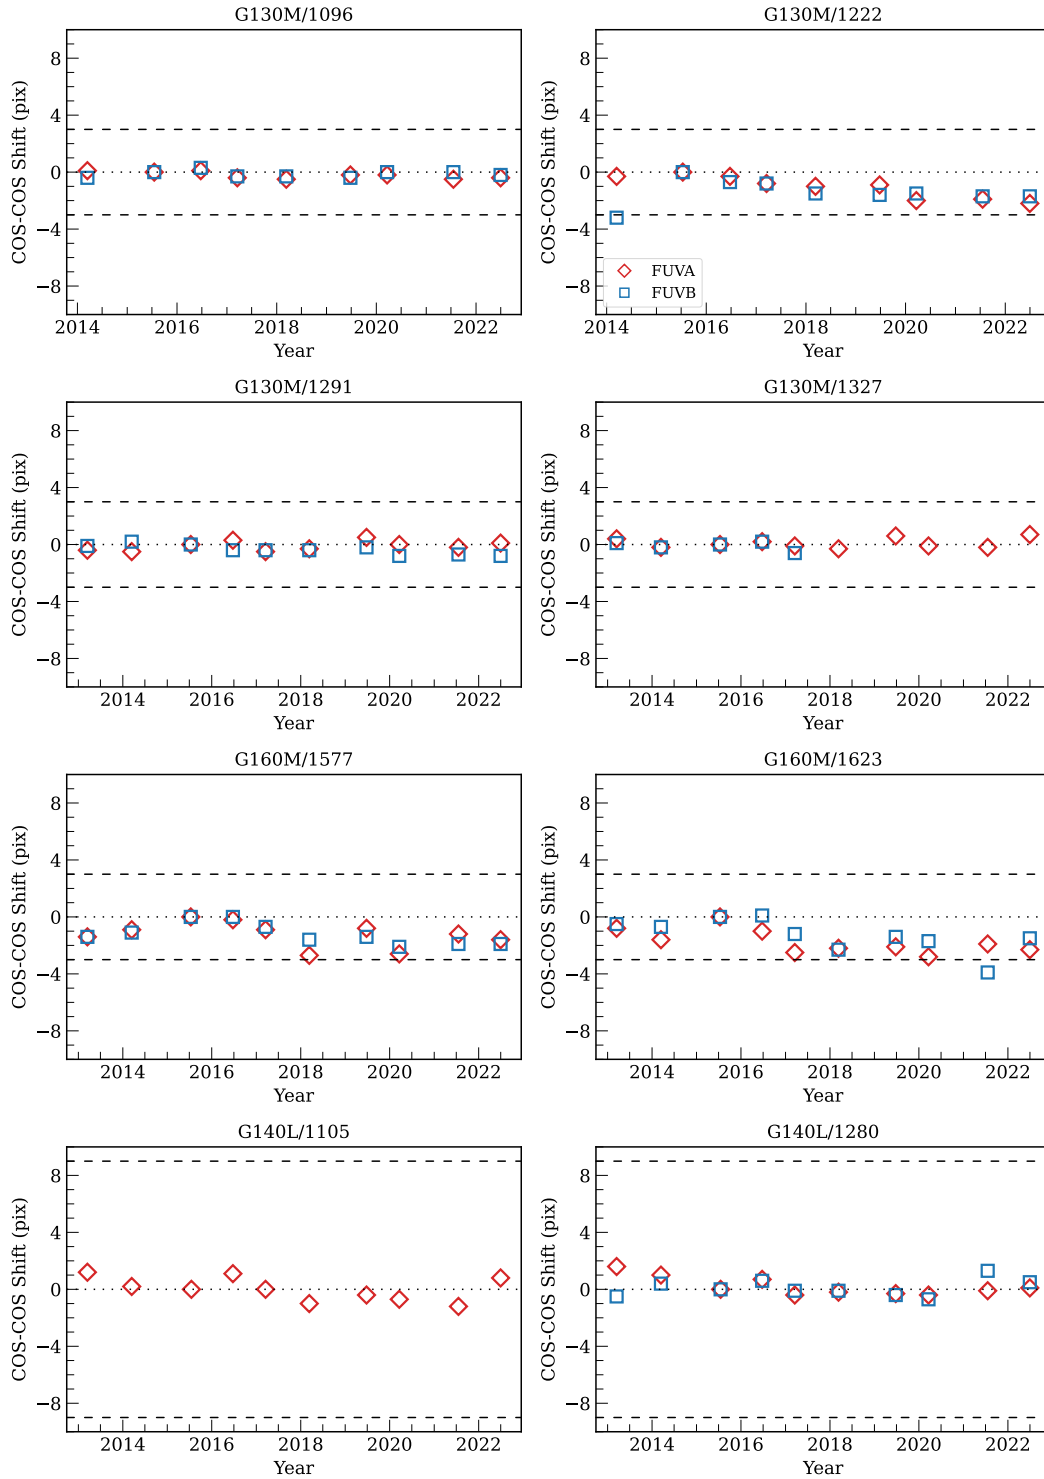 G130M/1096
COS-COS Shift (pix)
8
4
0
−4
−8
2014 2016 2018 2020 2022
Year
G130M/1222
COS-COS Shift (pix)
8
4
0
−4
−8
FUVA
FUVB
2014 2016 2018 2020 2022
Year
G130M/1291
COS-COS Shift (pix)
8
4
0
−4
−8
2014 2016 2018 2020 2022
Year
G130M/1327
COS-COS Shift (pix)
8
4
0
−4
−8
2014 2016 2018 2020 2022
Year
G160M/1577
COS-COS Shift (pix)
8
4
0
−4
−8
2014 2016 2018 2020 2022
Year
G160M/1623
COS-COS Shift (pix)
8
4
0
−4
−8
2014 2016 2018 2020 2022
Year
G140L/1105
COS-COS Shift (pix)
8
4
0
−4
−8
2014 2016 2018 2020 2022
Year
G140L/1280
COS-COS Shift (pix)
8
4
0
−4
−8
2014 2016 2018 2020 2022
Year